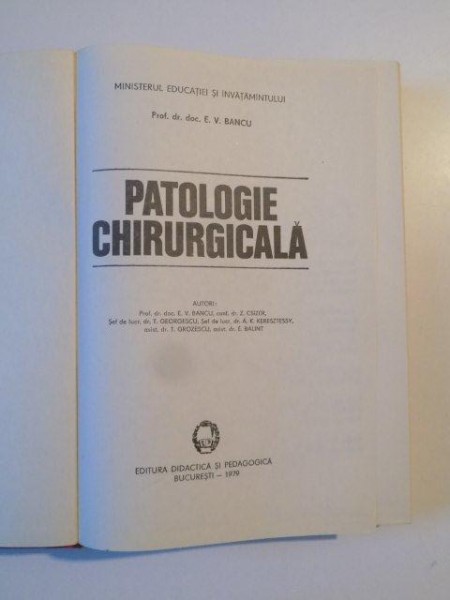 MINISTERUL EDUCAȚIEI ȘI ÎNVĂȚĂMÎNTULUI
Prof. dr. doc. E. V. BANCU
PATOLOGIE
CHIRURGICALĂ
AUTORI:
Prof. dr. doc. E. V. BANCU, conf. dr. Z. CSIZER,
Șef de lucr. dr. T. GEORGESCU, Șef de lucr. dr. A. K. KERESZTESSY,
asist. dr. T. GROZESCU, asist. dr. E. BALINT
EDITURA DIDACTICĂ ȘI PEDAGOGICĂ
BUCUREȘTI — 1979